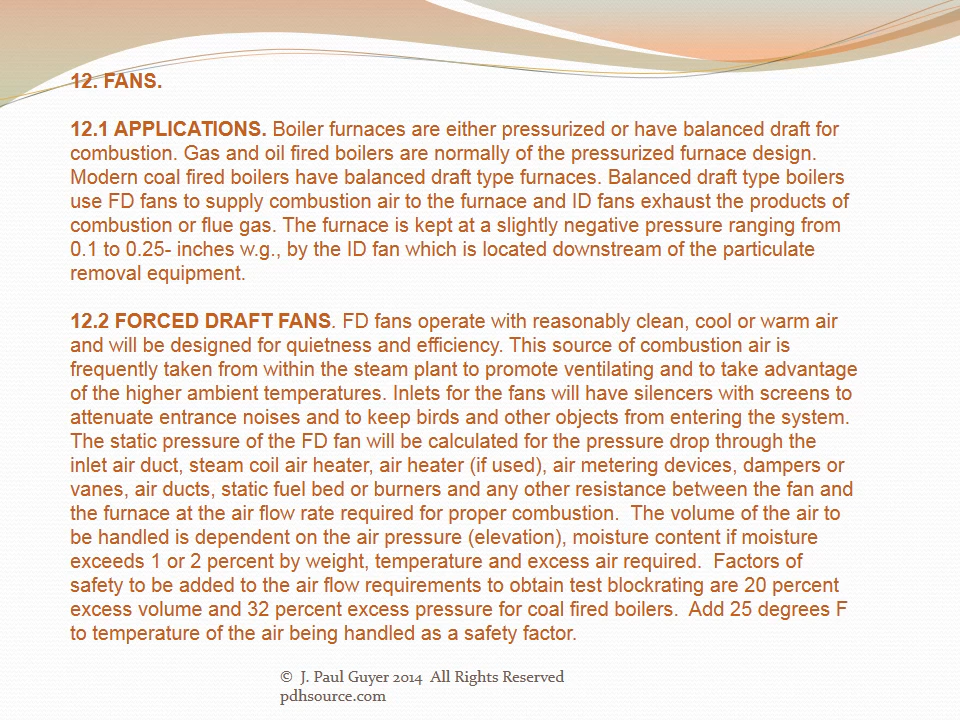 12. FANS.
12.1 APPLICATIONS. Boiler furnaces are either pressurized or have balanced draft for
combustion. Gas and oil fired boilers are normally of the pressurized furnace design.
Modern coal fired boilers have balanced draft type furnaces. Balanced draft type boilers
use FD fans to supply combustion air to the furnace and ID fans exhaust the products of
combustion or flue gas. The furnace is kept at a slightly negative pressure ranging from
0.1 to 0.25- inches w.g., by the ID fan which is located downstream of the particulate
removal equipment.
12.2 FORCED DRAFT FANS. FD fans operate with reasonably clean, cool or warm air
and will be designed for quietness and efficiency. This source of combustion air is
frequently taken from within the steam plant to promote ventilating and to take advantage
of the higher ambient temperatures. Inlets for the fans will have silencers with screens to
attenuate entrance noises and to keep birds and other objects from entering the system.
The static pressure of the FD fan will be calculated for the pressure drop through the
inlet air duct, steam coil air heater, air heater (if used), air metering devices, dampers or
vanes, air ducts, static fuel bed or burners and any other resistance between the fan and
the furnace at the air flow rate required for proper combustion.  The volume of the air to
be handled is dependent on the air pressure (elevation), moisture content if moisture
exceeds 1 or 2 percent by weight, temperature and excess air required.  Factors of
safety to be added to the air flow requirements to obtain test blockrating are 20 percent
excess volume and 32 percent excess pressure for coal fired boilers.  Add 25 degrees F
to temperature of the air being handled as a safety factor.
©  J. Paul Guyer 2014  All Rights Reserved
pdhsource.com